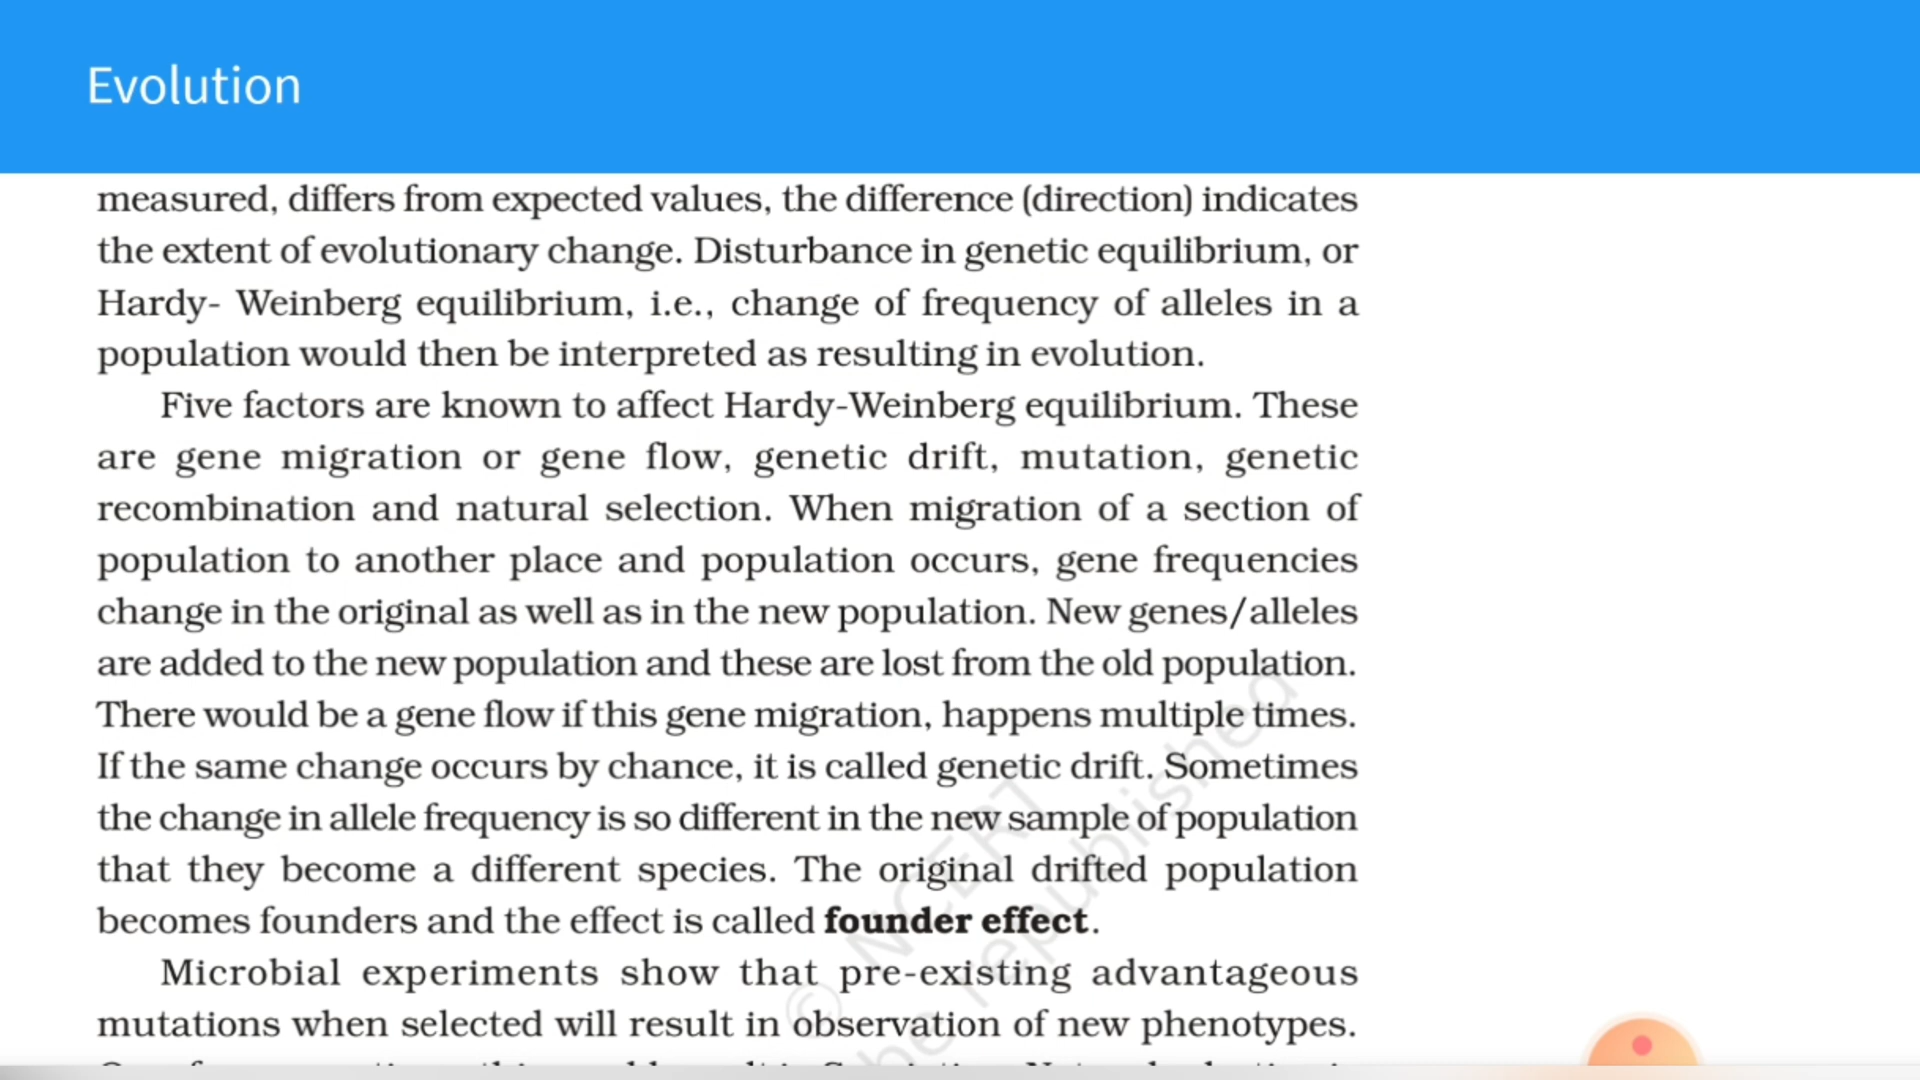 Evolution
measured, differs from expected values, the difference (direction) indicates
the extent of evolutionary change. Disturbance in genetic equilibrium, or
Hardy- Weinberg equilibrium, i.e., change of frequency of alleles in a
population would then be interpreted as resulting in evolution.
Five factors are known to affect Hardy-Weinberg equilibrium. These
are gene migration or gene flow, genetic drift, mutation, genetic
recombination and natural selection. When migration of a section of
population to another place and population occurs, gene frequencies
change in the original as well as in the new population. New genes/alleles
are added to the new population and these are lost from the old population.
There would be a gene flow if this gene migration, happens multiple times.
If the same change occurs by chance, it is called genetic drift. Sometimes
the change in allele frequency is so different in the new sample of population
that they become a different species. The original drifted population
becomes founders and the effect is called founder effect.
Microbial experiments show that pre-existing advantageous
mutations when selected will result in observation of new phenotypes.
© NCERT
be republished